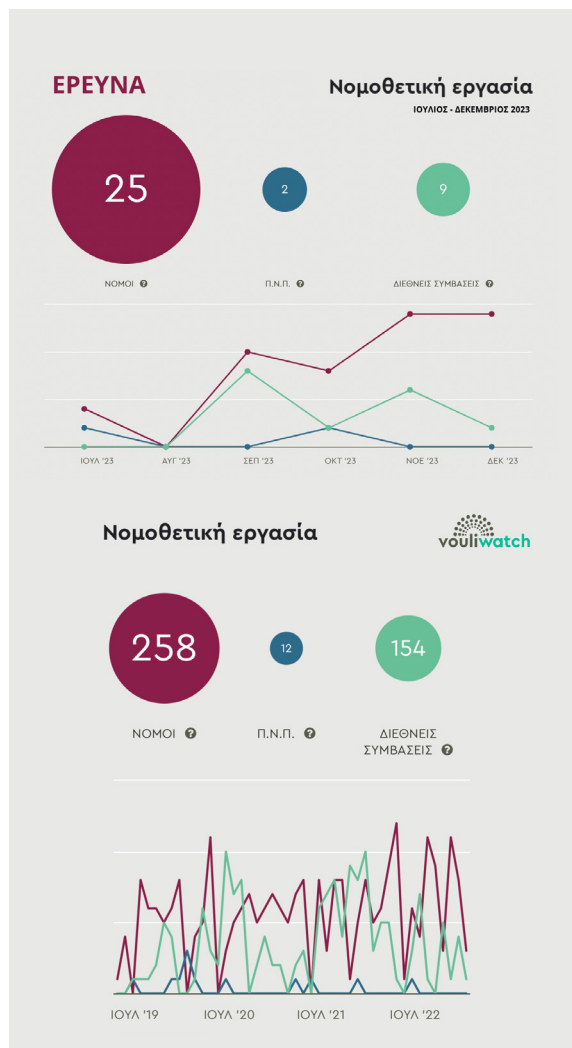 ΕΡΕΥΝΑ
Νομοθετική εργασία
ΙΟΥΛΙΟΣ - ΔΕΚΕΜΒΡΙΟΣ 2023
25
2
9
ΝΟΜΟΙ ?
Π.Ν.Π. ?
ΔΙΕΘΝΕΙΣ ΣΥΜΒΑΣΕΙΣ ?
ΙΟΥΛ '23 ΑΥΓ '23 ΣΕΠ '23 ΟΚΤ '23 ΝΟΕ '23 ΔΕΚ '23
Νομοθετική εργασία
vouliwatch
258
12
154
ΝΟΜΟΙ ?
Π.Ν.Π. ?
ΔΙΕΘΝΕΙΣ
ΣΥΜΒΑΣΕΙΣ ?
ΙΟΥΛ '19 ΙΟΥΛ '20 ΙΟΥΛ '21 ΙΟΥΛ '22